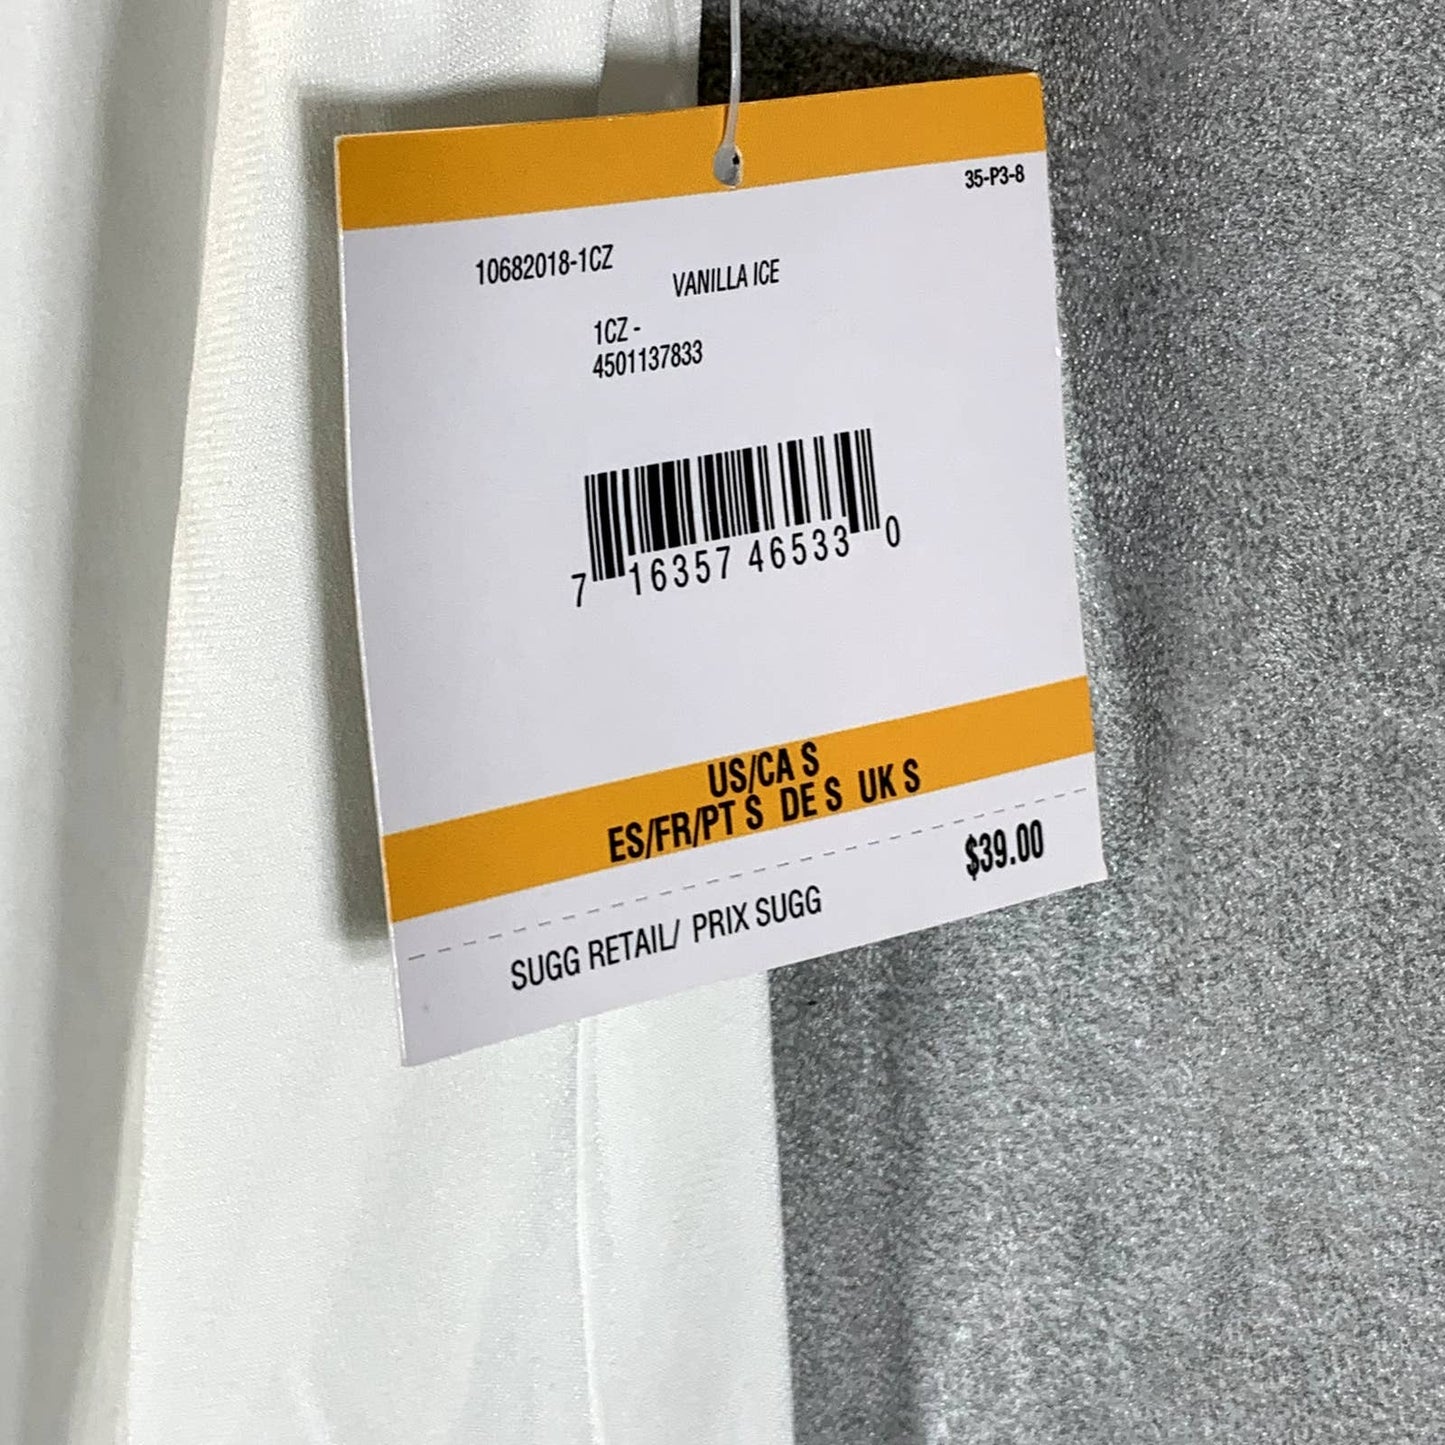 35-P3-8
10682018-1CZ
VANILLA ICE
1CZ -
4501137833
7 16357 46533 0
US/CA S
ES/FR/PT S DE S UK S
$39.00
SUGG RETAIL/ PRIX SUGG